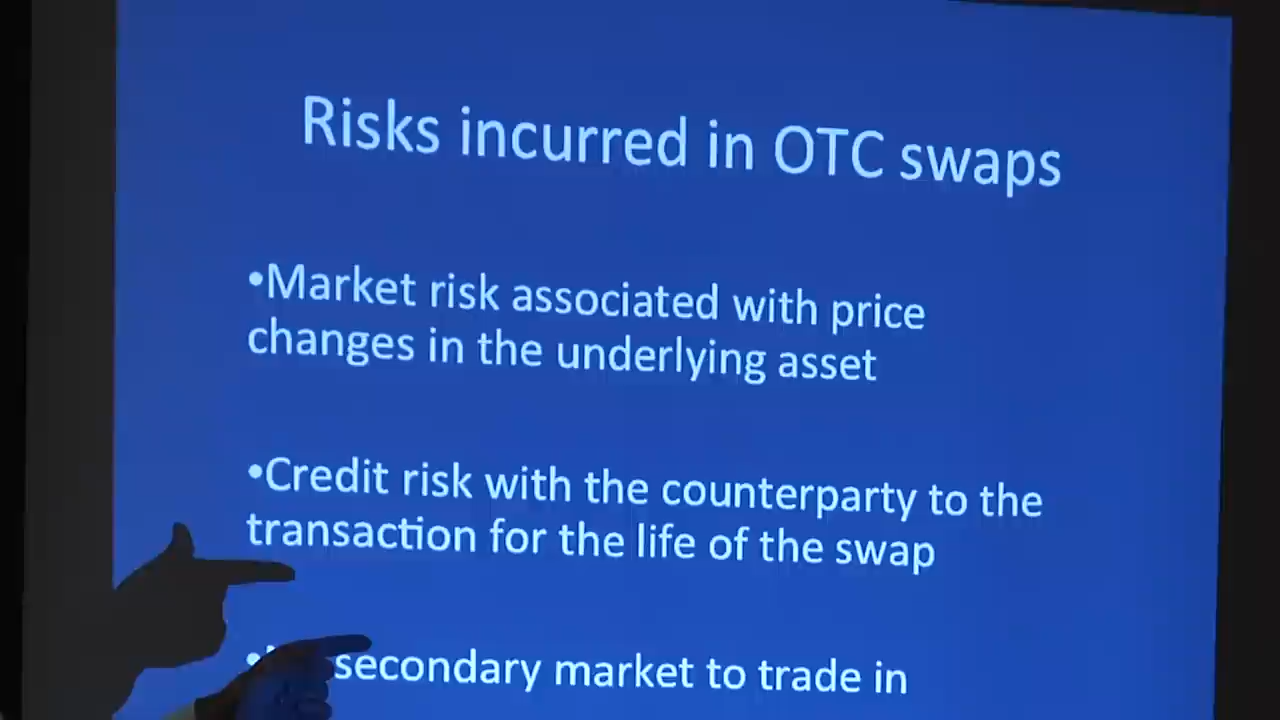 Risks incurred in OTC swaps
•Market risk associated with price
changes in the underlying asset
•Credit risk with the counterparty to the
transaction for the life of the swap
• secondary market to trade in